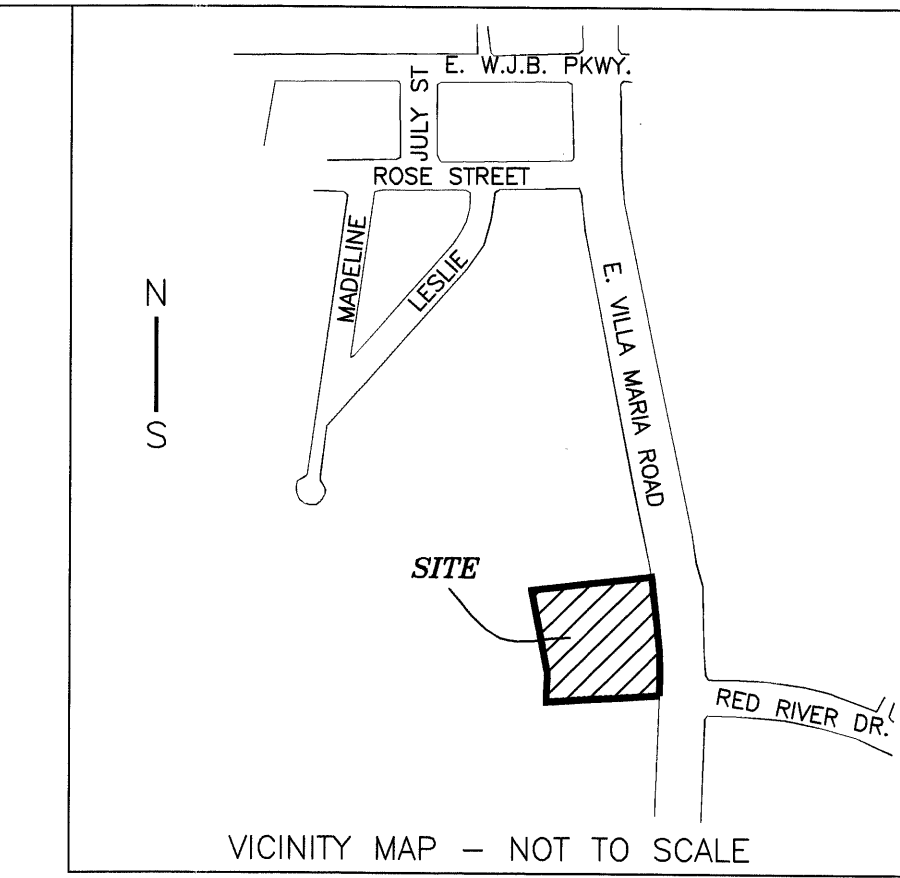 E. W.J.B. PKWY.
JULY ST
ROSE STREET
MADELINE
LESLIE
E. VILLA MARIA ROAD
N
S
SITE
RED RIVER DR.
VICINITY MAP – NOT TO SCALE